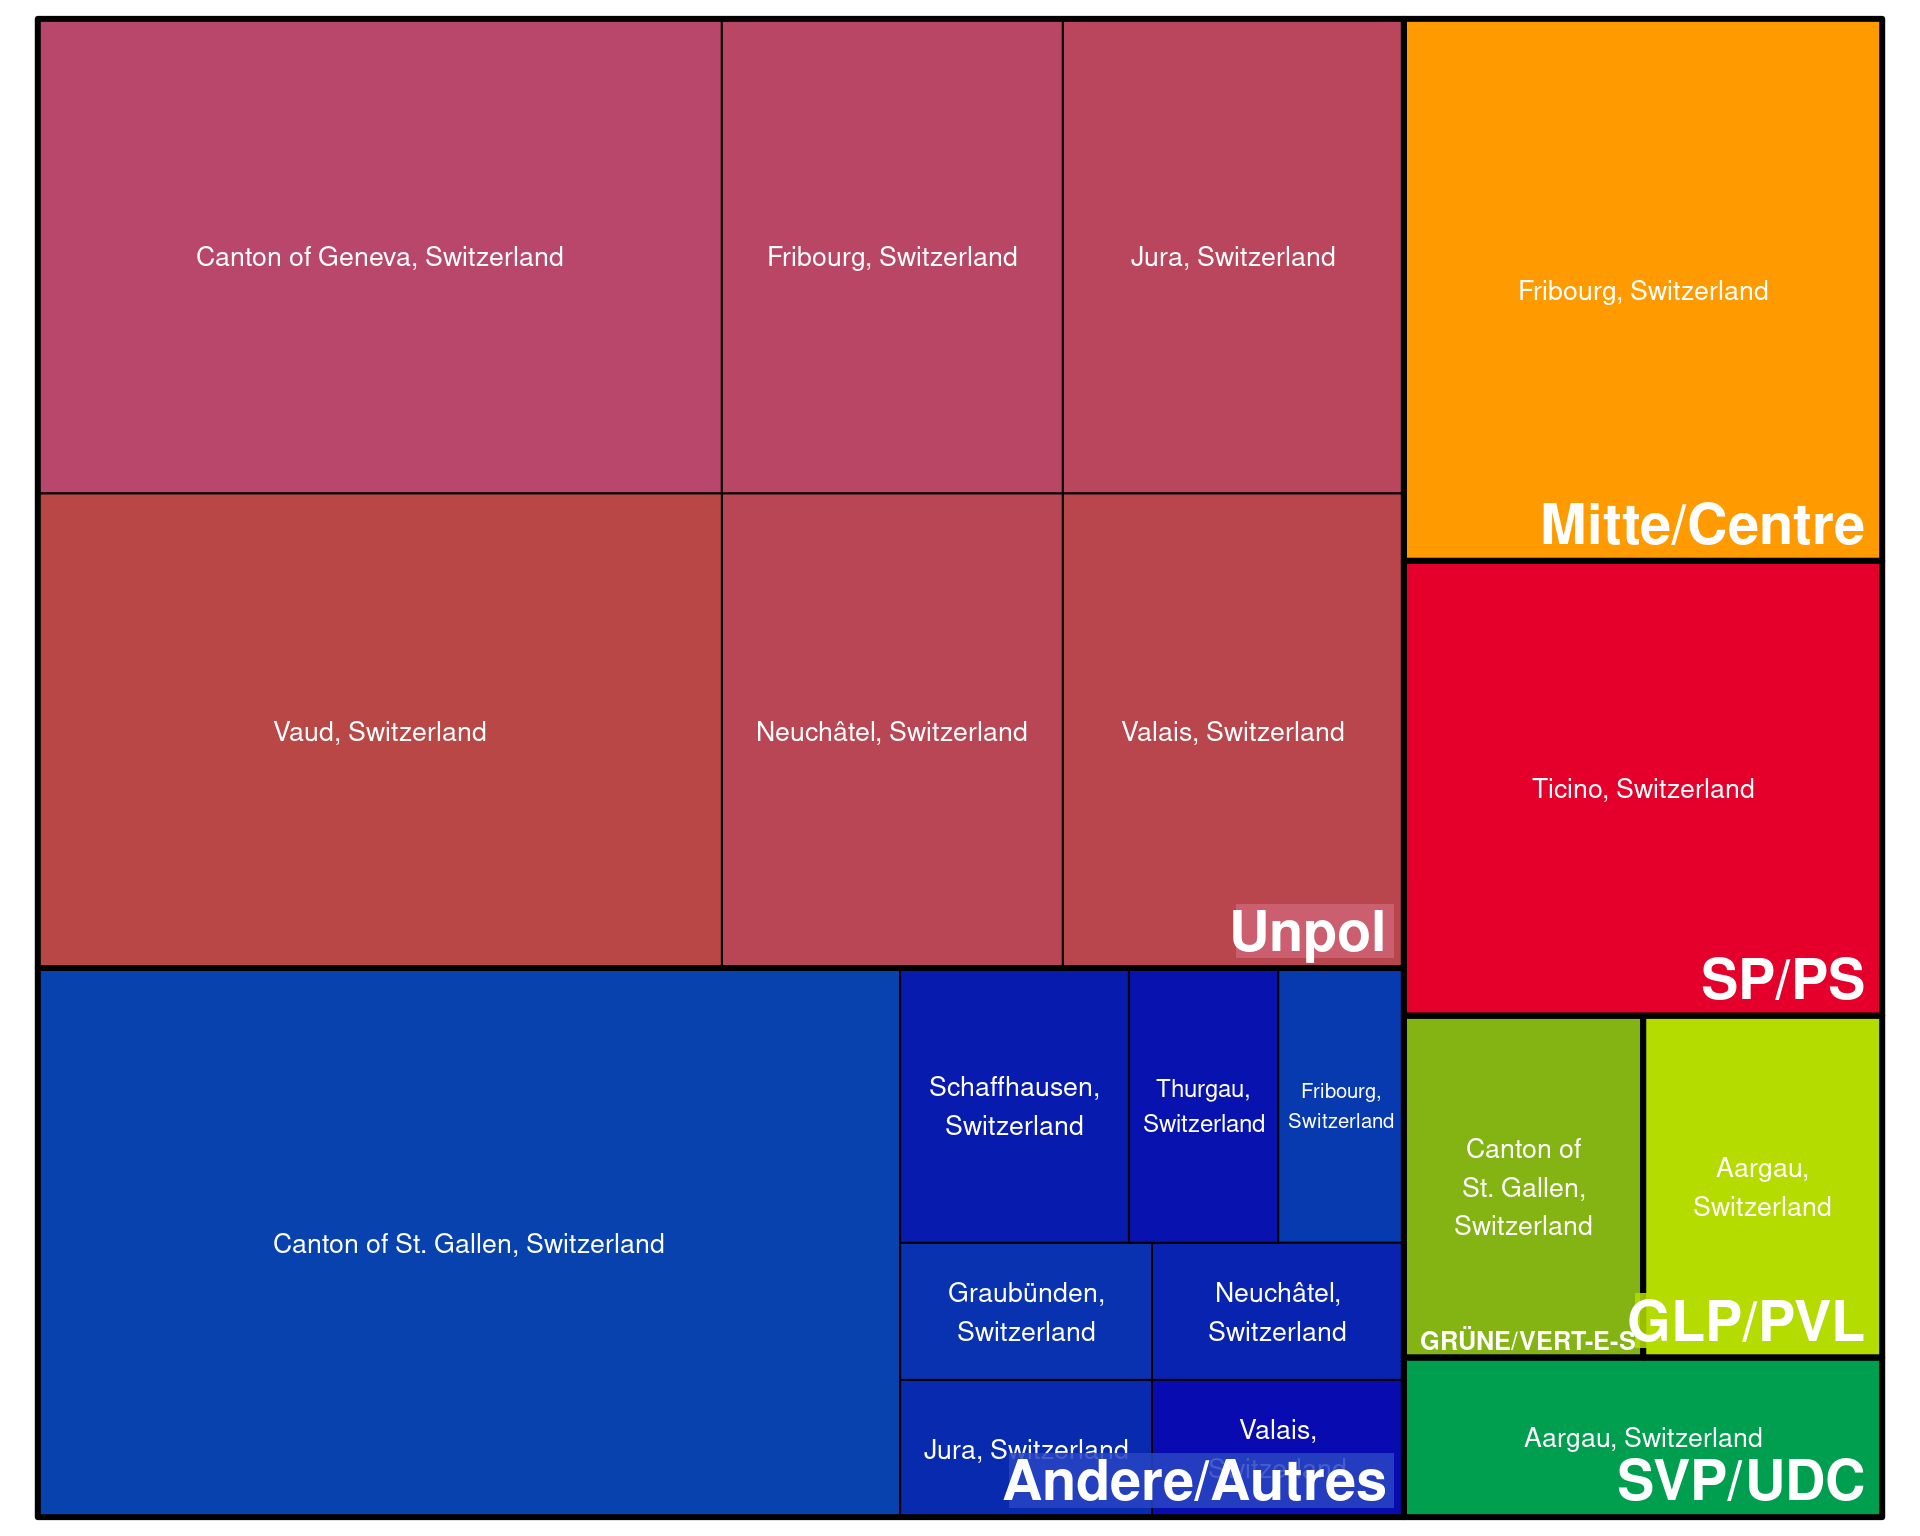 Canton of Geneva, Switzerland
Fribourg, Switzerland
Jura, Switzerland
Vaud, Switzerland
Neuchâtel, Switzerland
Valais, Switzerland
Unpol
Canton of St. Gallen, Switzerland
Schaffhausen,
Switzerland
Thurgau,
Switzerland
Fribourg,
Switzerland
Graubünden,
Switzerland
Neuchâtel,
Switzerland
Jura, Switzerland
Valais,
Switzerland
Andere/Autres
Fribourg, Switzerland
Mitte/Centre
Ticino, Switzerland
SP/PS
Canton of
St. Gallen,
Switzerland
GRÜNE/VERT-E-S
Aargau,
Switzerland
GLP/PVL
Aargau, Switzerland
SVP/UDC